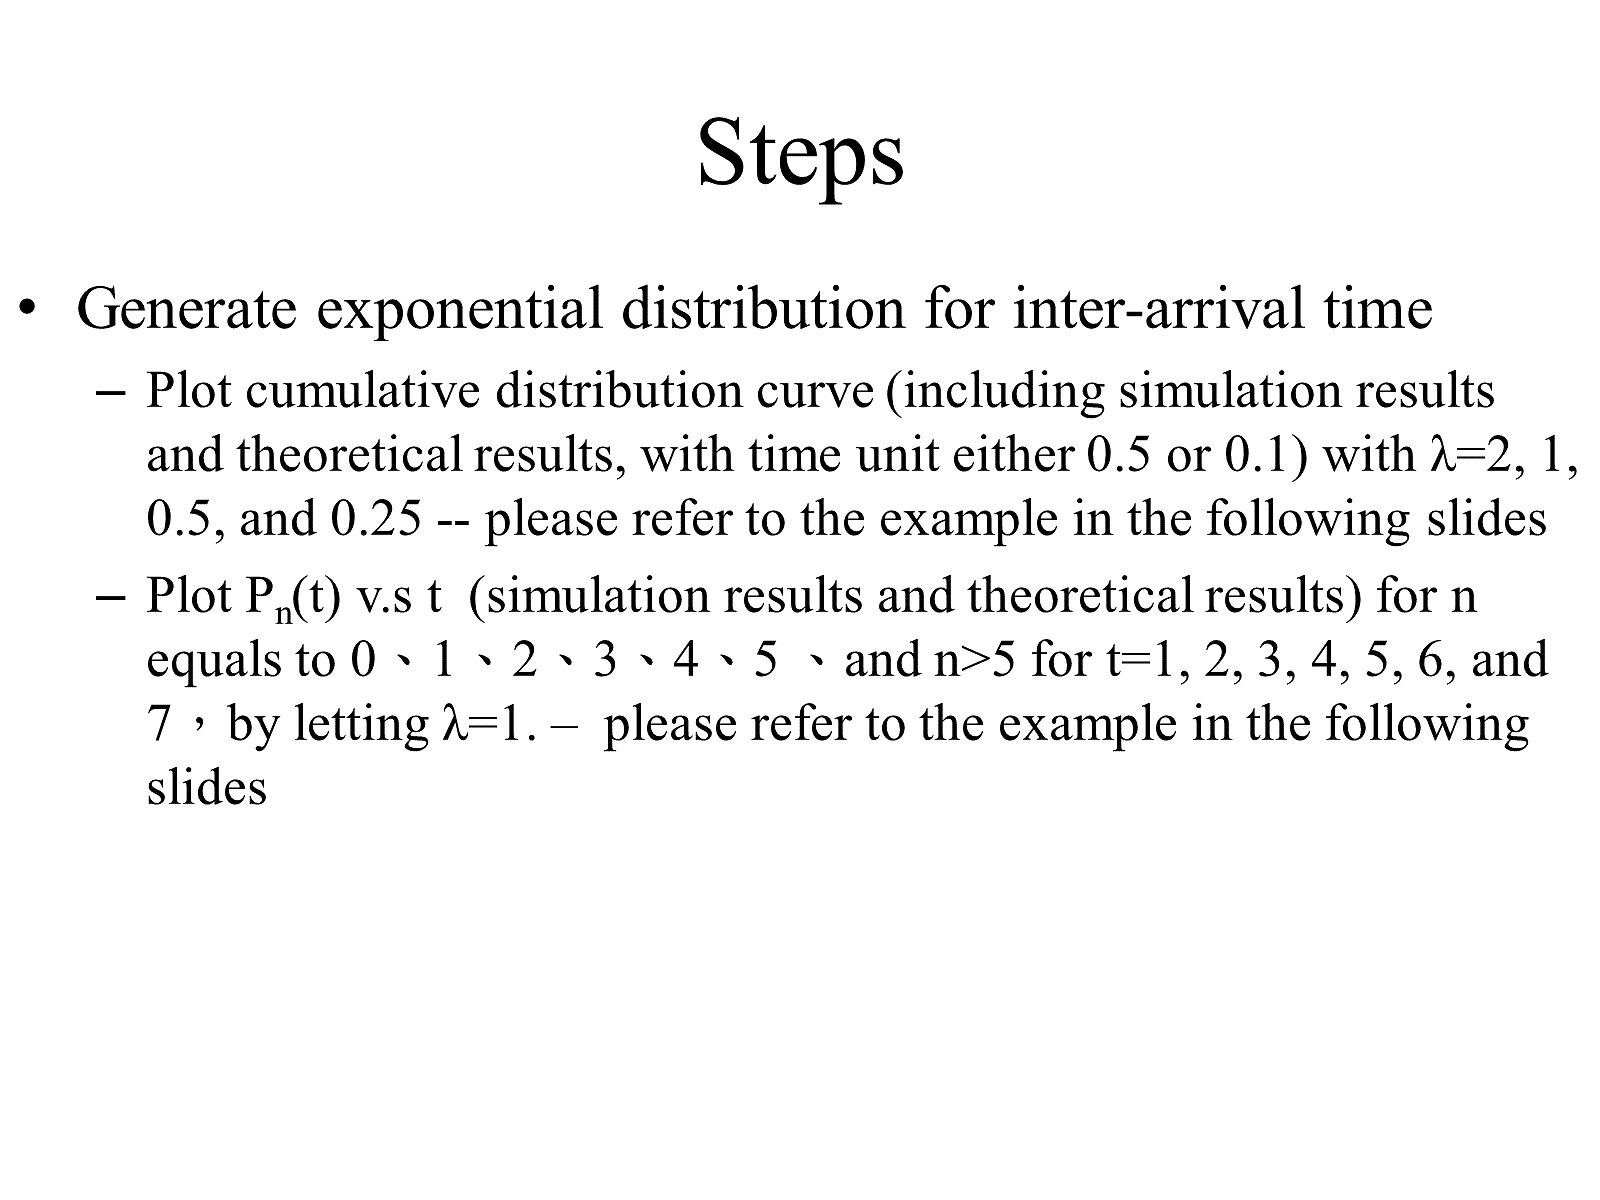 Steps
• Generate exponential distribution for inter-arrival time
– Plot cumulative distribution curve (including simulation results
and theoretical results, with time unit either 0.5 or 0.1) with λ=2, 1,
0.5, and 0.25 -- please refer to the example in the following slides
– Plot Pn(t) v.s t (simulation results and theoretical results) for n
equals to 0、1、2、3、4、5 、and n>5 for t=1, 2, 3, 4, 5, 6, and
7，by letting λ=1. – please refer to the example in the following
slides